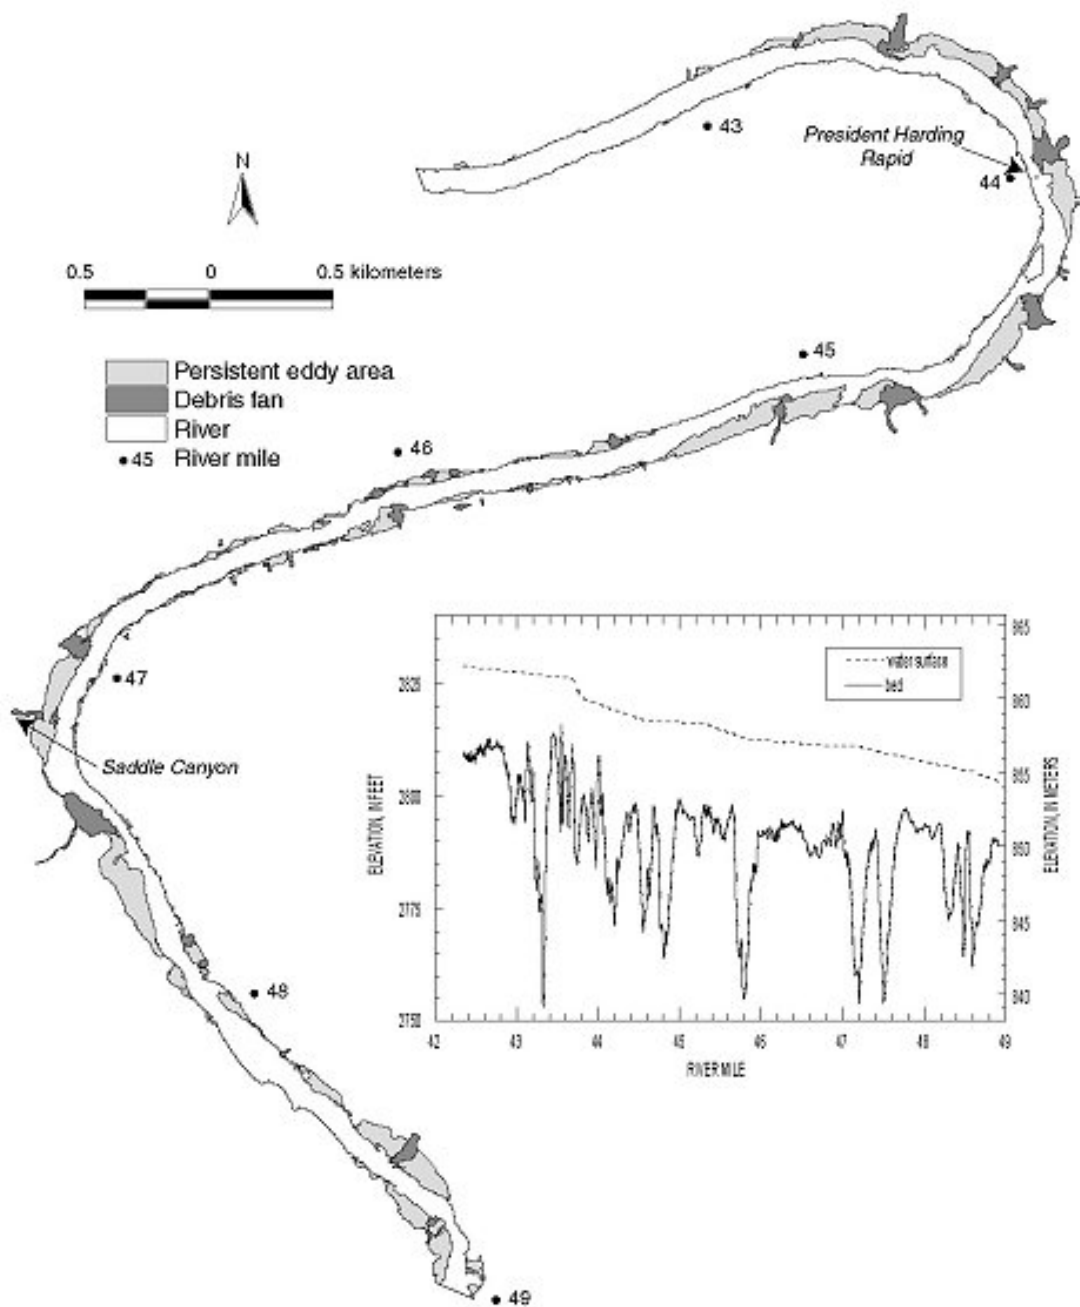 43
President Harding
Rapid
44
N
0.5 0 0.5 kilometers
45
Persistent eddy area
Debris fan
River
•45 River mile
46
47
Saddle Canyon
48
49
water surface
bed
2825
2800
2775
2750
ELEVATION, IN FEET
865
860
855
850
845
840
ELEVATION, IN METERS
42 43 44 45 46 47 48 49
RIVER MILE